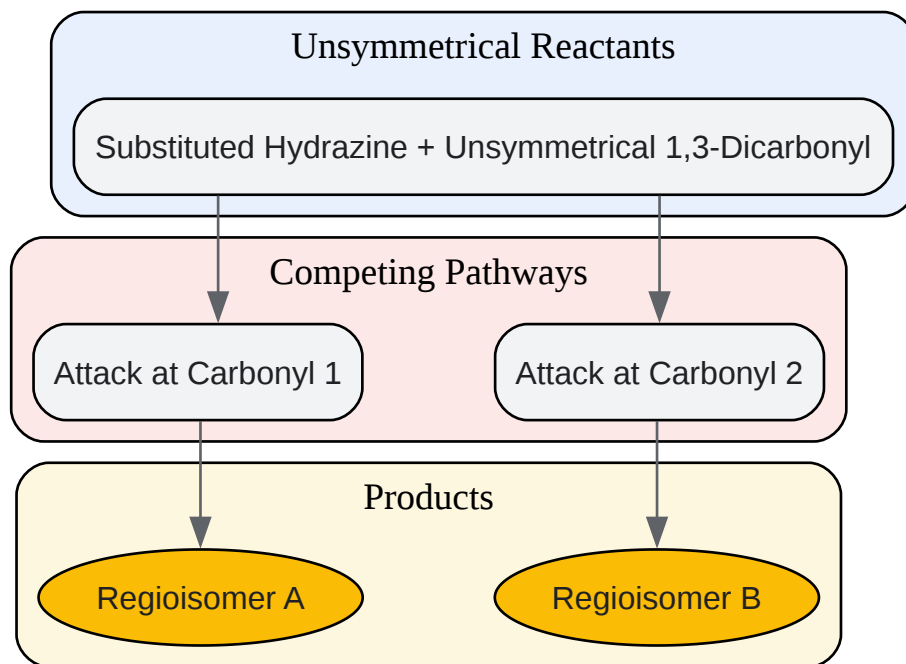 Unsymmetrical Reactants
Substituted Hydrazine + Unsymmetrical 1,3-Dicarbonyl
Competing Pathways
Attack at Carbonyl 1
Attack at Carbonyl 2
Products
Regioisomer A
Regioisomer B